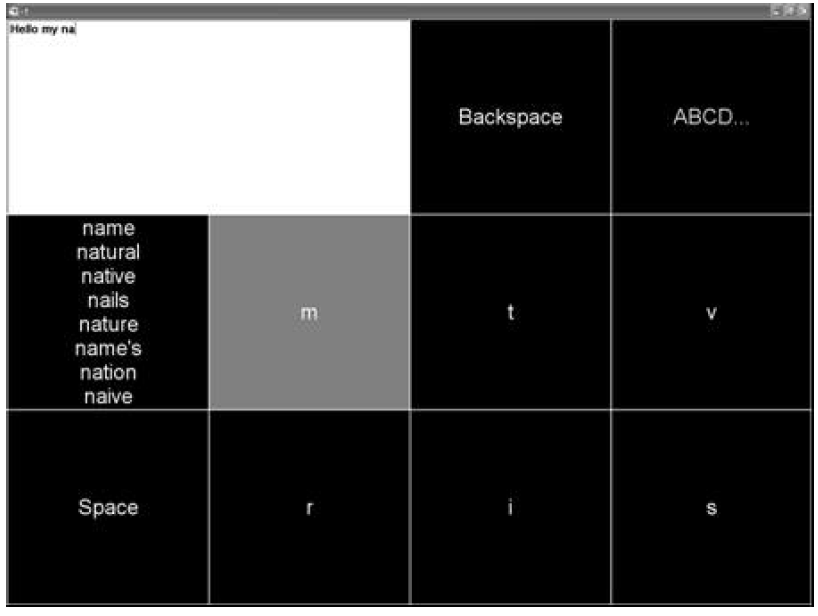 Hello my na
Backspace
ABCD...
name
natural
native
nails
nature
name's
nation
naive
m
t
v
Space
r
i
s